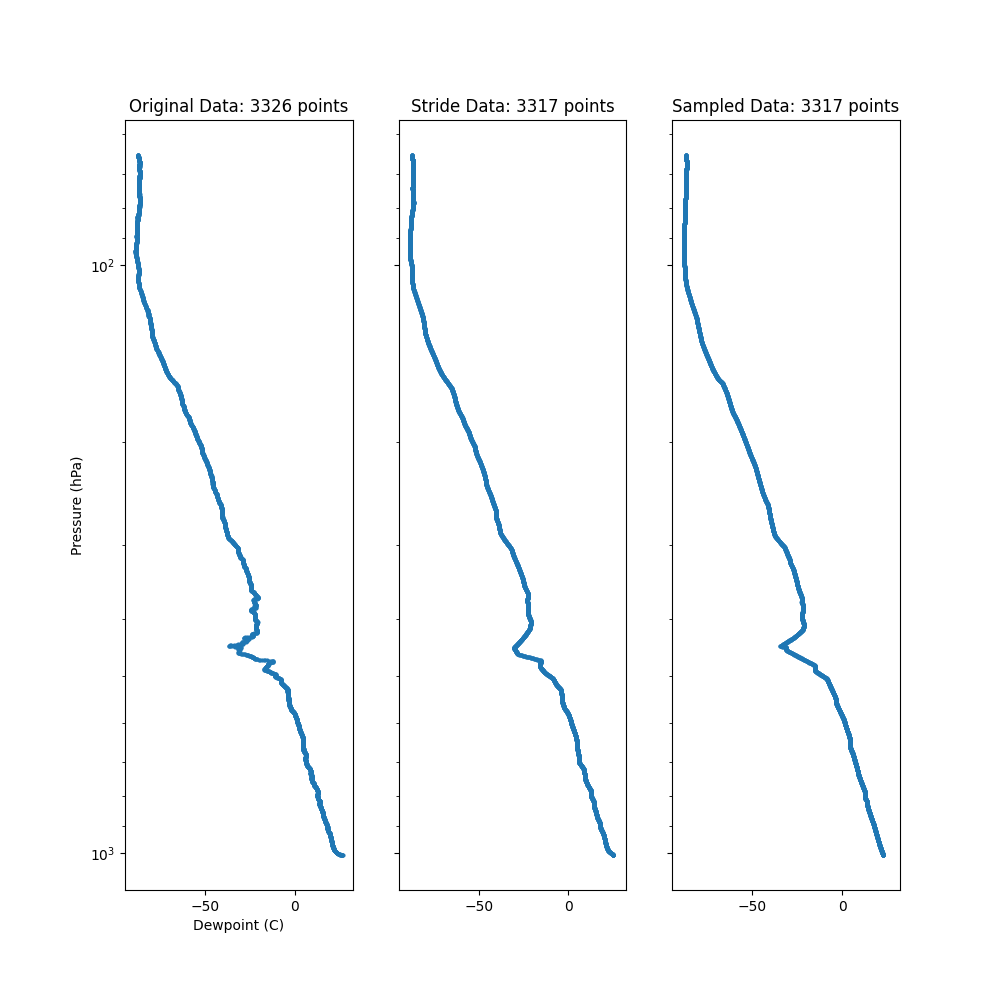 Original Data: 3326 points
Stride Data: 3317 points
Sampled Data: 3317 points
10²
Pressure (hPa)
10³
−50 0
−50 0
−50 0
Dewpoint (C)